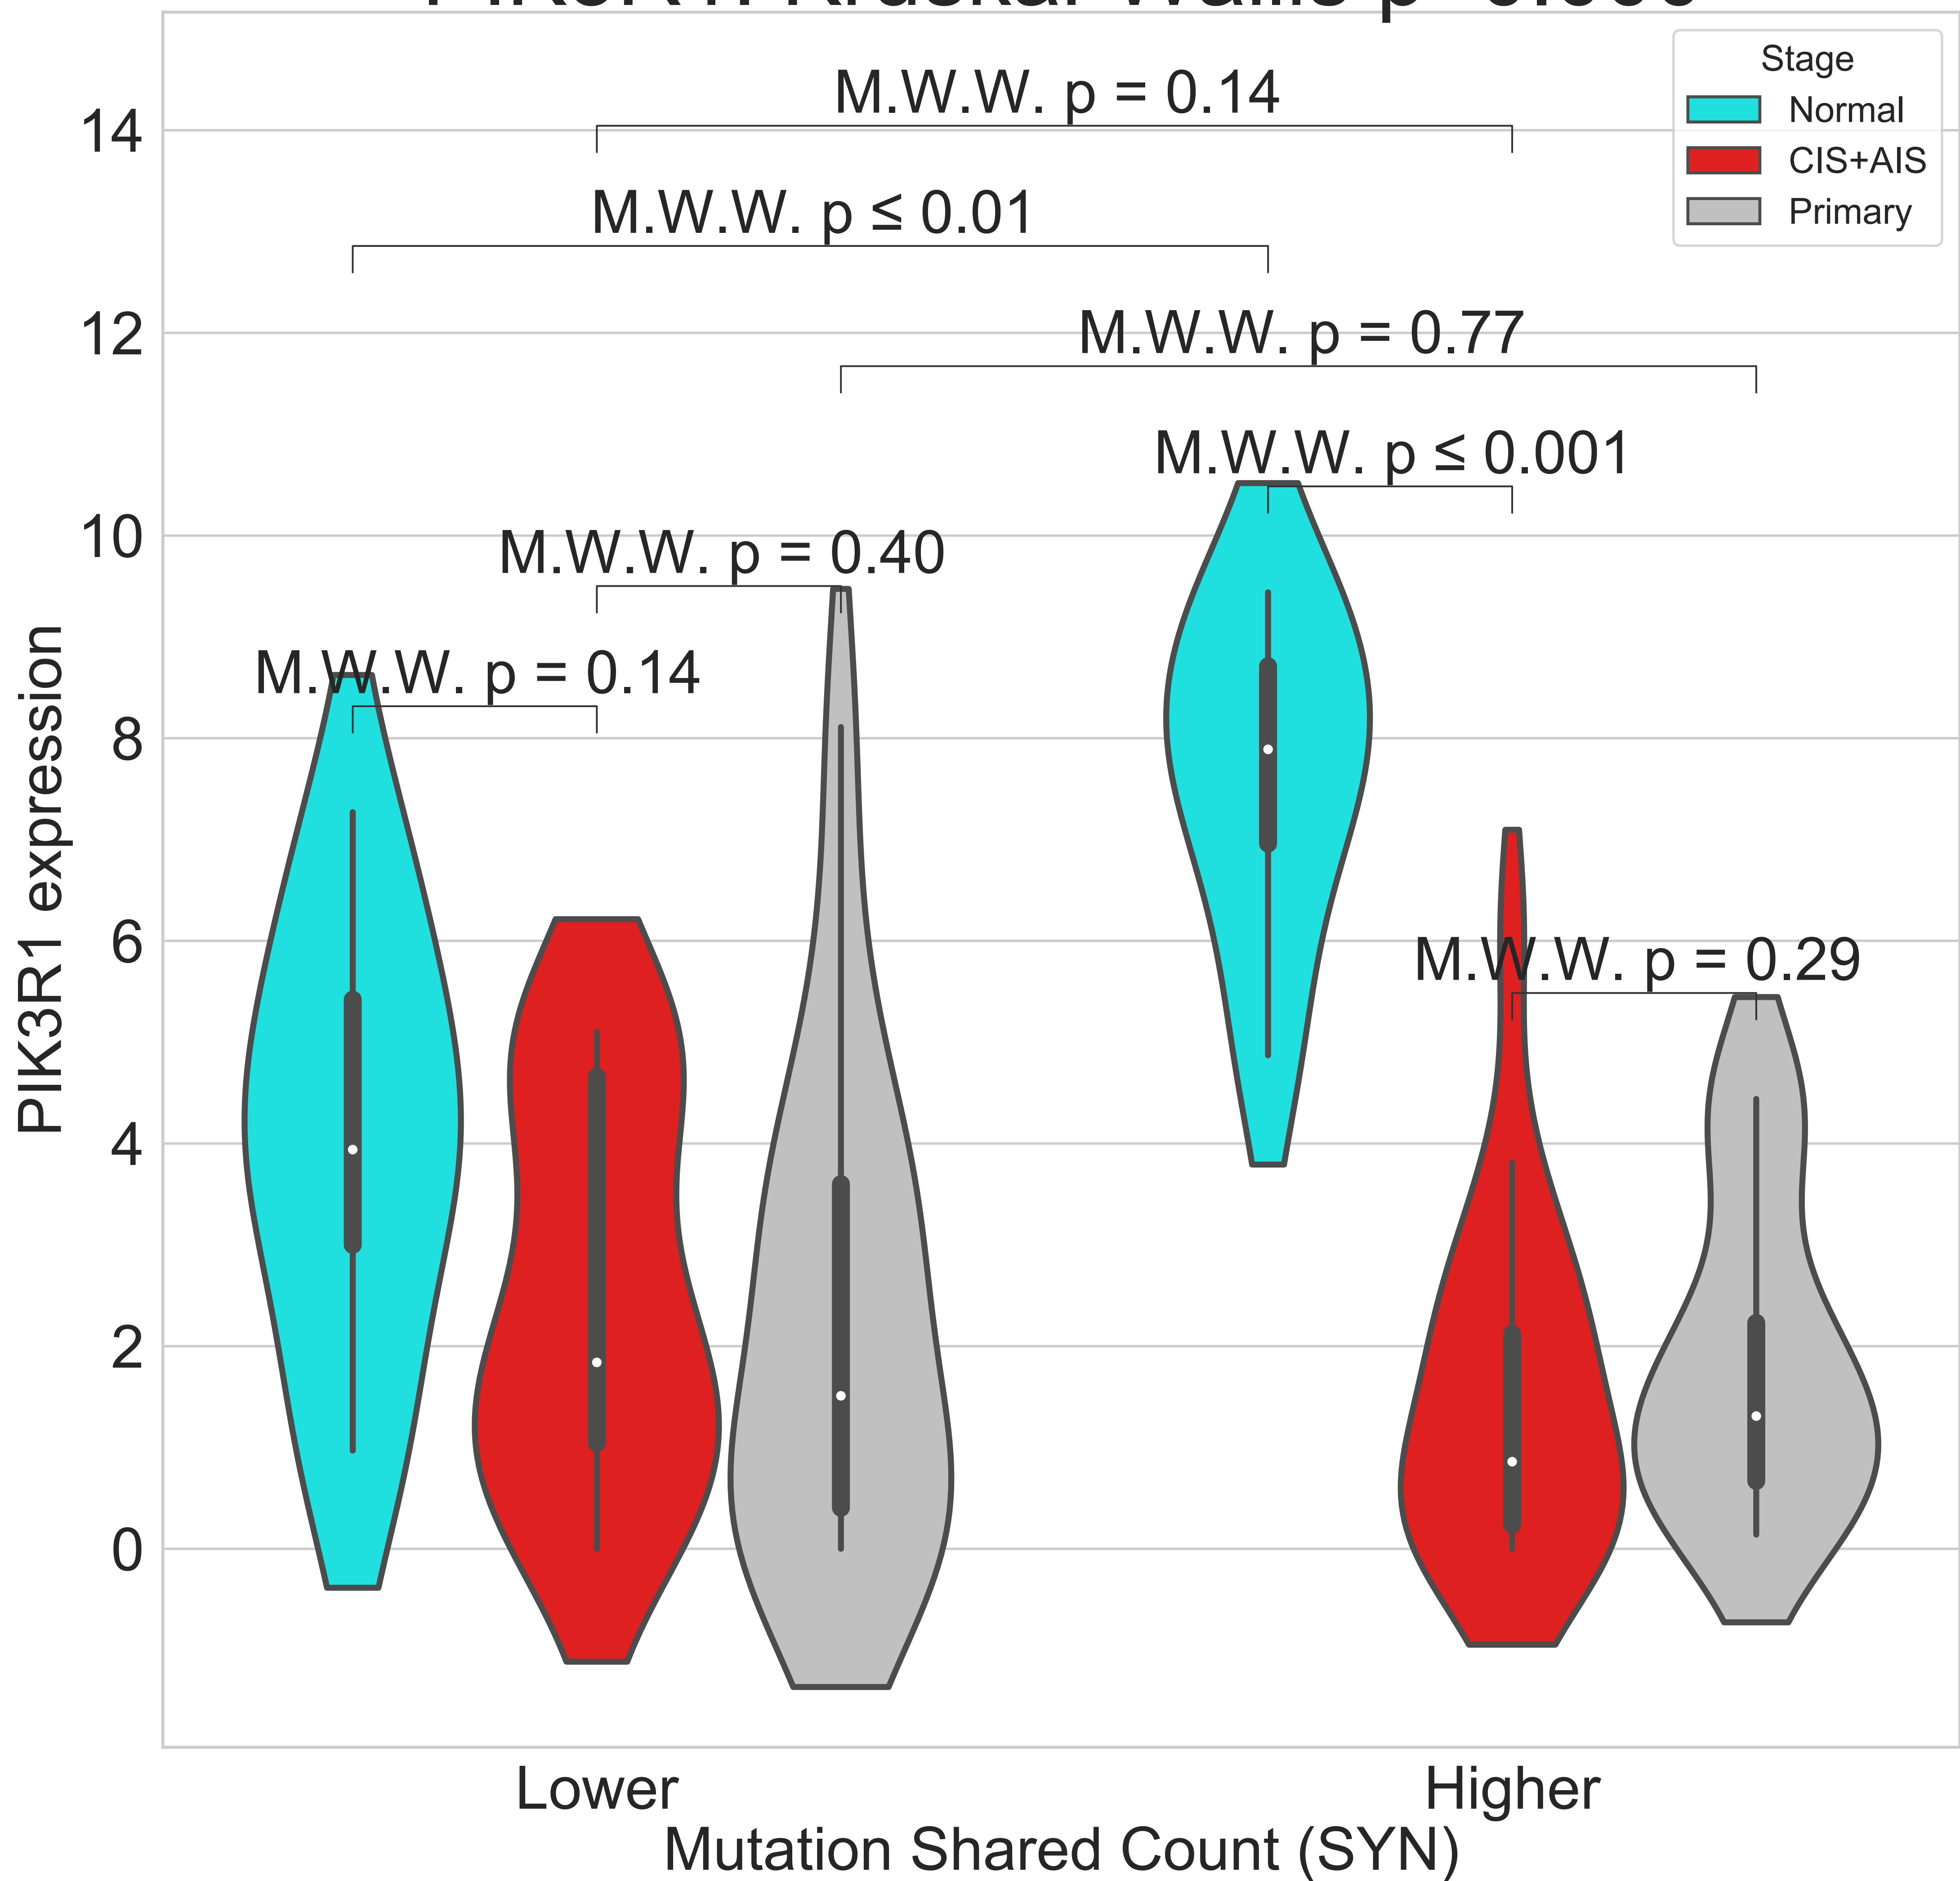 Stage
Normal
CIS+AIS
Primary
M.W.W. p = 0.14
M.W.W. p ≤ 0.01
M.W.W. p = 0.77
M.W.W. p ≤ 0.001
M.W.W. p = 0.40
M.W.W. p = 0.14
M.W.W. p = 0.29
14
12
10
8
6
4
2
0
PIK3R1 expression
Lower
Higher
Mutation Shared Count (SYN)